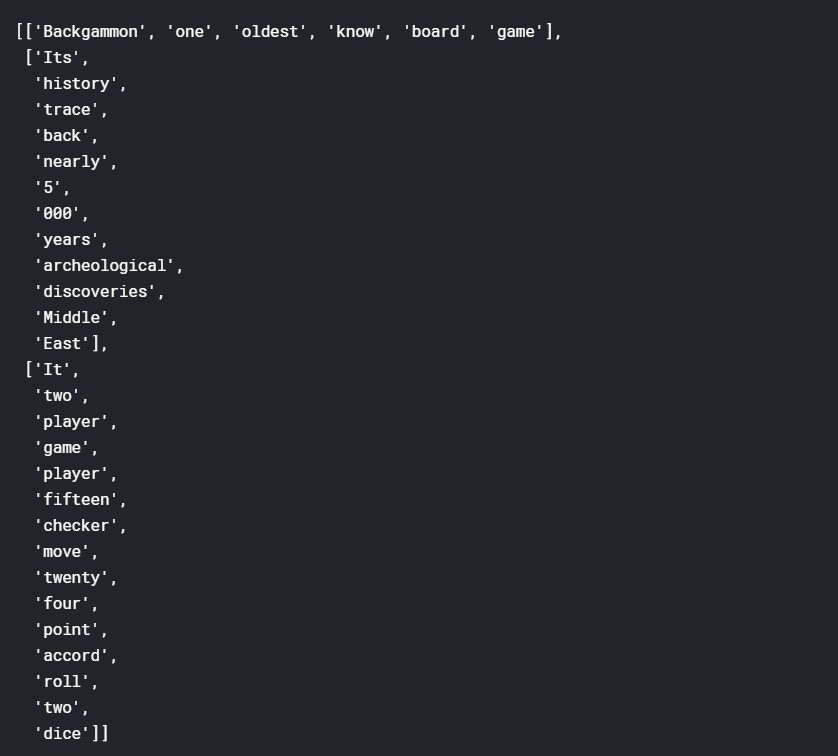 [['Backgammon', 'one', 'oldest', 'know', 'board', 'game'],
['Its',
'history',
'trace',
'back',
'nearly',
'5',
'000',
'years',
'archeological',
'discoveries',
'Middle',
'East'],
['It',
'two',
'player',
'game',
'player',
'fifteen',
'checker',
'move',
'twenty',
'four',
'point',
'accord',
'roll',
'two',
'dice']]